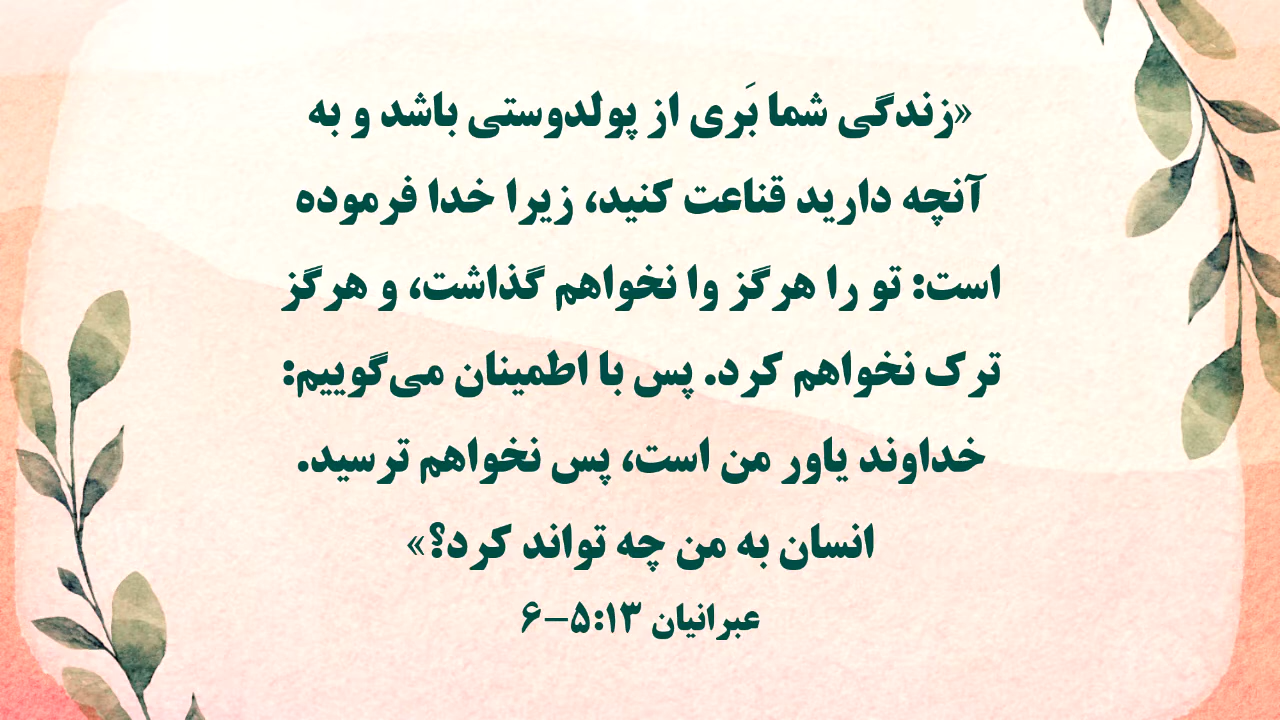 «زندگی شما بَری از پولدوستی باشد و به
آنچه دارید قناعت کنید، زیرا خدا فرموده
است: تو را هرگز وا نخواهم گذاشت، و هرگز
ترک نخواهم کرد. پس با اطمینان می‌گوییم:
خداوند یاور من است، پس نخواهم ترسید.
انسان به من چه تواند کرد؟»
عبرانیان ۵:۱۳-۶